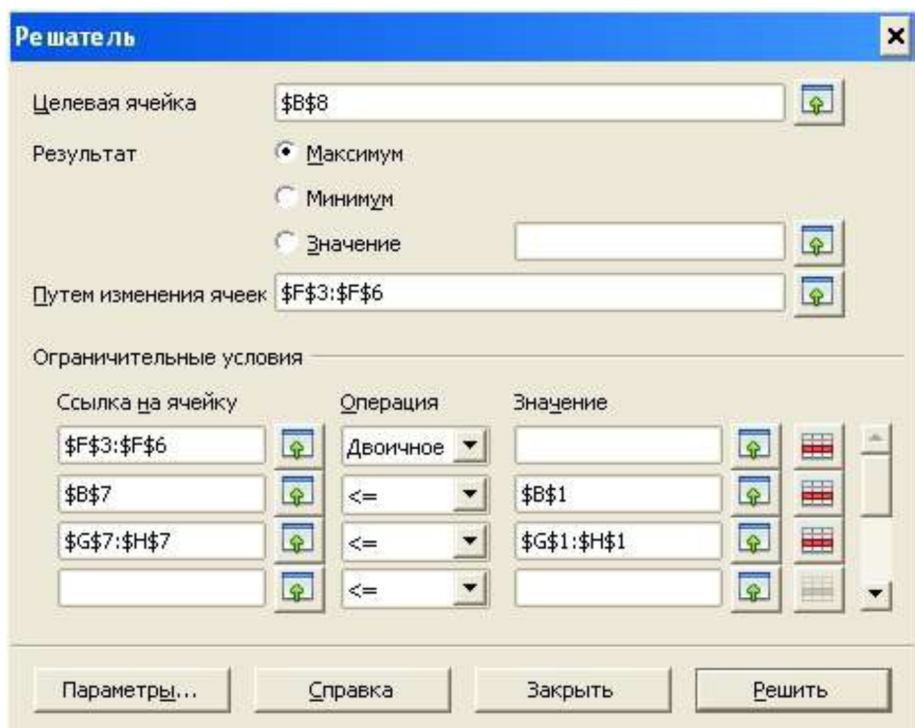 Решатель
Целевая ячейка $B$8
Результат Максимум
Минимум
Значение
Путем изменения ячеек $F$3:$F$6
Ограничительные условия
Ссылка на ячейку Операция Значение
$F$3:$F$6 Двоичное
$B$7 <= $B$1
$G$7:$H$7 <= $G$1:$H$1
<=
Параметры... Справка Закрыть Решить